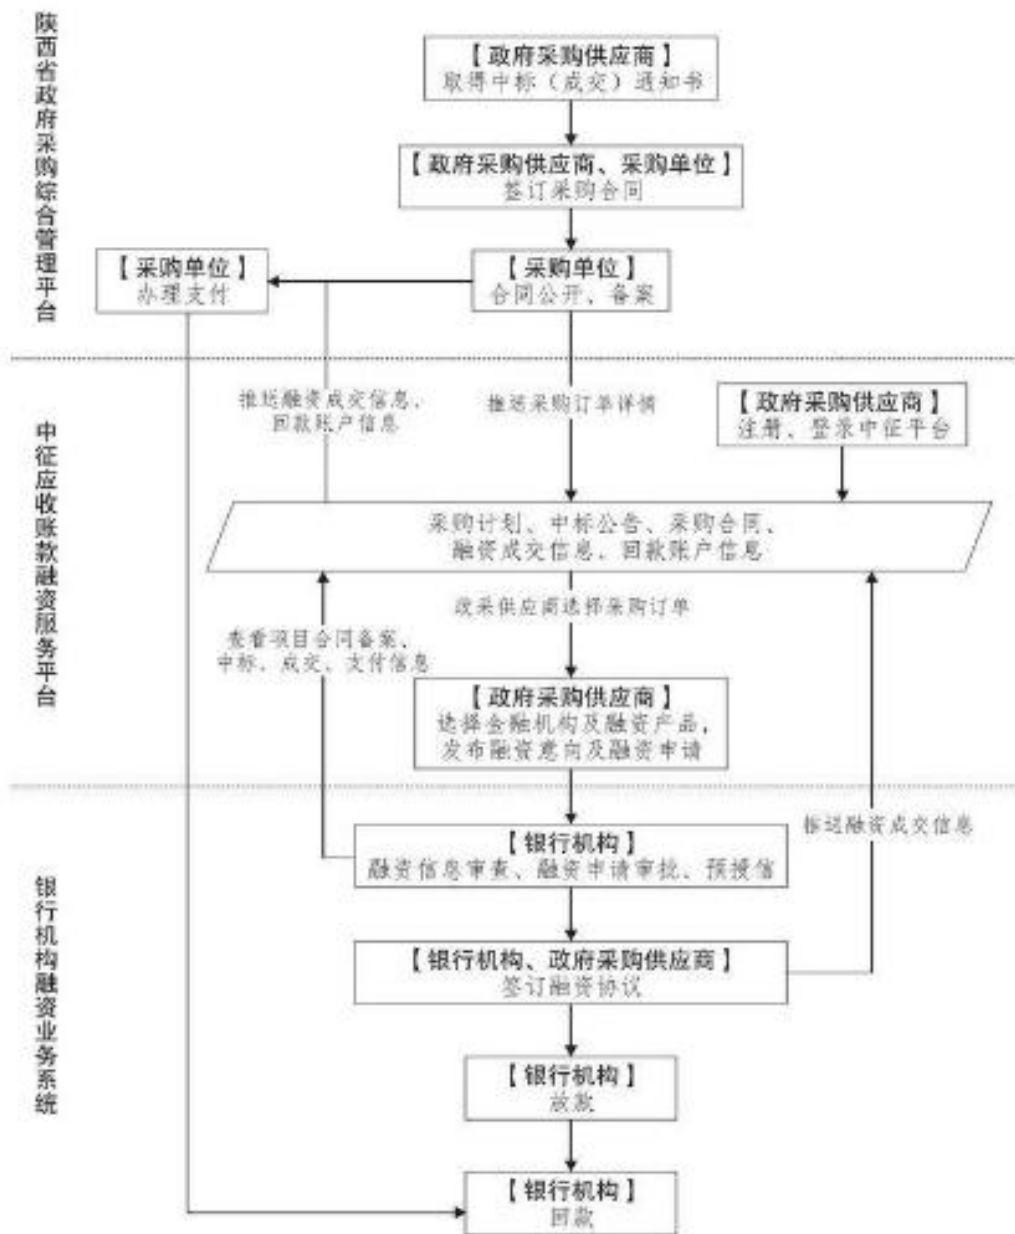 陕西省政府采购综合管理平台
【政府采购供应商】
取得中标（成交）通知书
【政府采购供应商、采购单位】
签订采购合同
【采购单位】
办理支付
【采购单位】
合同公开、备案
中征应收账款融资服务平台
推送融资成交信息、
回款账户信息
推送采购订单详情
【政府采购供应商】
注册、登录中征平台
采购计划、中标公告、采购合同、
融资成交信息、回款账户信息
政采供应商选择采购订单
查看项目合同备案、
中标、成交、支付信息
【政府采购供应商】
选择金融机构及融资产品，
发布融资意向及融资申请
银行机构融资业务系统
推送融资成交信息
【银行机构】
融资信息审查、融资申请审批、预授信
【银行机构、政府采购供应商】
签订融资协议
【银行机构】
放款
【银行机构】
回款